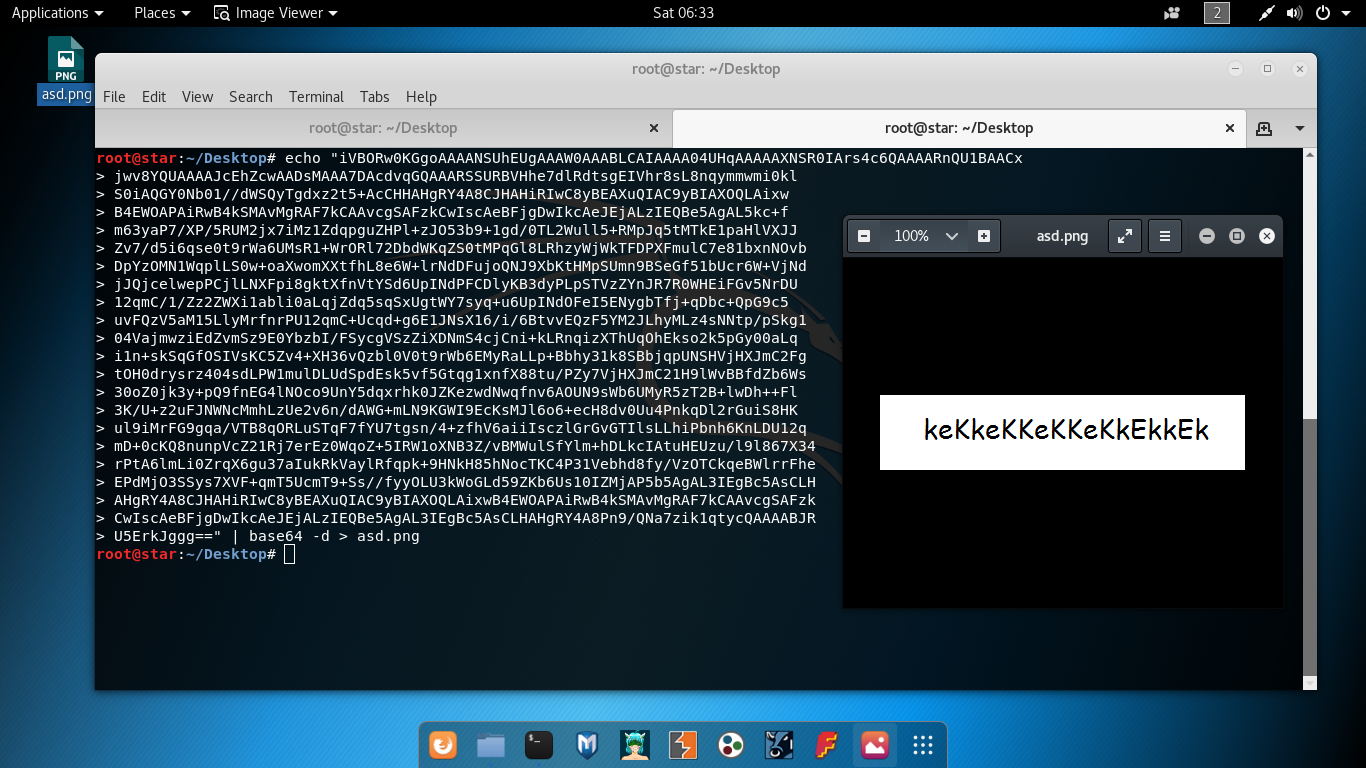 Applications Places Image Viewer Sat 06:33 2
PNG
asd.png
root@star: ~/Desktop
File Edit View Search Terminal Tabs Help
root@star: ~/Desktop root@star: ~/Desktop
root@star:~/Desktop# echo "iVBORw0KGgoAAAANSUhEUgAAAW0AAABLCAIAAAA04UHqAAAAAXNSR0IArs4c6QAAAARnQU1BAACx
> jwv8YQUAAAAJcEhZcwAADsMAAA7DAcdvqGQAAARSSURBVHhe7dlRdtsgEIVhr8sL8nqymmwmi0kl
> S0iAQGY0Nb01//dWSQyTgdxz2t5+AcCHHAHgRY4A8CJHAHiRIwC8yBEAXuQIAC9yBIAXOQLAixw
> B4EWOAPAiRwB4kSMAvMgRAF7kCAAvcgSAFzkCwIscAeBFjgDwIkcAeJEjALzIEQBe5AgAL5kc+f
> m63yaP7/XP/5RUM2jx7iMz1ZdqpguZHPl+zJO53b9+1gd/0TL2Wull5+RMpJq5tMTkE1paHlVXJJ
> Zv7/d5i6qse0t9rWa6UMsR1+WrORl72DbdWKqZS0tMPqGl8LRhzyWjWkTFDPXFmulC7e81bxnNOvb
> DpYzOMN1WqplLS0w+oaXwomXXtfhL8e6W+lrNdDFujoQNJ9XbKtHMpSUmn9BSeGf51bUcr6W+VjNd
> jJQjcelwepPCjlLNXFpi8gktXfnVtYSd6UpINdPFCDlyKB3dyPLpSTVzZYnJR7R0WHEiFGv5NrDU
> 12qmC/1/Zz2ZWXi1abli0aLqjZdq5sqSxUgtWY7syq+u6UpINdOFeI5ENygbTfj+qDbc+QpG9c5
> uvFQzV5aM15LlyMrfnrPU12qmC+Ucqd+g6E1JNsX16/i/6BtvvEQzF5YM2JLhyMLz4sNNtp/pSkg1
> 04VajmwziEdZvmSz9E0YbzbI/FSycgVSzZiXDNmS4cjCni+kLRnqizXThUqOhEkso2k5pGy00aLq
> i1n+skSqGfOSIVsKC5Zv4+XH36vQzbl0V0t9rWb6EMyRaLLp+Bbhy31k8SBbjqpUNSHVjHXJmC2Fg
> tOH0drysrz404sdLPW1mulDLUdSpdEsk5vf5Gtqg1xnfX88tu/PZy7VjHXJmC21H9lWvBBfdZb6Ws
> 30oZ0jk3y+pQ9fnEG4lNOco9UnY5dqxrhk0JZKezwdNwqfnv6AOUN9sWb6UMyR5zT2B+lwDh++Fl
> 3K/U+z2uFJNWNcMmhLzUe2v6n/dAWG+mLN9KGWI9EcKsMJl6o6+ecH8dv0Uu4PnkqDl2rGuiS8HK
> ul9iMrFG9gqa/VTB8qORLuSTqF7fYU7tgsn/4+zfhV6aiiIsczlGrGvGTIlsLLhiPbnh6KnLDU12q
> mD+0cKQ8nunpVcZ21Rj7erEz0WqoZ+5IRW1oXNB3Z/vBMWulSfYlm+hDLkcIAtuHEUzu/l9l867X34
> rPtA6lmLi0ZrqX6gu37aIukRkVaylRfqpk+9HNkH85hNocTKC4P31Vebhd8fy/VzOTCkqeBWlrrFhe
> EPdMjO3SSys7XVF+qmT5UcmT9+Ss//fyyOLU3kWoGLd59ZKb6Us10IZMjAP5b5AgAL3IEgBc5AsCLH
> AHgRY4A8CJHAHiRIwC8yBEAXuQIAC9yBIAXOQLAixwB4EWOAPAiRwB4kSMAvMgRAF7kCAAvcgSAFzk
> CwIscAeBFjgDwIkcAeJEjALzIEQBe5AgAL3IEgBc5AsCLHAHgRY4A8Pn9/QNa7zik1qtycQAAAABJR
> U5ErkJggg==" | base64 -d > asd.png
root@star:~/Desktop#
100% asd.png
keKkeKKeKKeKkEkkEk